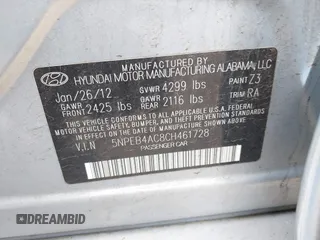 HYUNDAI MOTOR MANUFACTURING ALABAMA, LLC
Jan/26/12 GVWR 4299 lbs PAINT Z3
GAWR FRONT 2425 lbs GAWR REAR 2116 lbs TRIM RA
THIS VEHICLE CONFORMS TO ALL APPLICABLE U.S.A. FEDERAL
MOTOR VEHICLE SAFETY, BUMPER, AND THEFT PREVENTION
STANDARDS IN EFFECT ON THE DATE OF MANUFACTURE SHOWN ABOVE.
V.I.N 5NPEB4AC8CH461728
PASSENGER CAR
DREAMBID